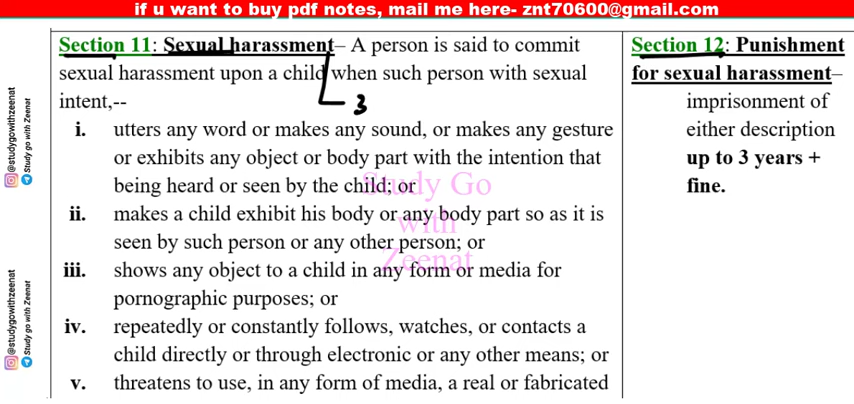 if u want to buy pdf notes, mail me here- znt70600@gmail.com
Section 11: Sexual harassment– A person is said to commit
sexual harassment upon a child when such person with sexual
intent,--
3
i. utters any word or makes any sound, or makes any gesture
or exhibits any object or body part with the intention that
being heard or seen by the child; or
ii. makes a child exhibit his body or any body part so as it is
seen by such person or any other person; or
iii. shows any object to a child in any form or media for
pornographic purposes; or
iv. repeatedly or constantly follows, watches, or contacts a
child directly or through electronic or any other means; or
v. threatens to use, in any form of media, a real or fabricated
Section 12: Punishment
for sexual harassment–
imprisonment of
either description
up to 3 years +
fine.
Study Go
with
Zeenat
@studygowithzeenat
Study go with Zeenat
@studygowithzeenat
Study go with Zeenat